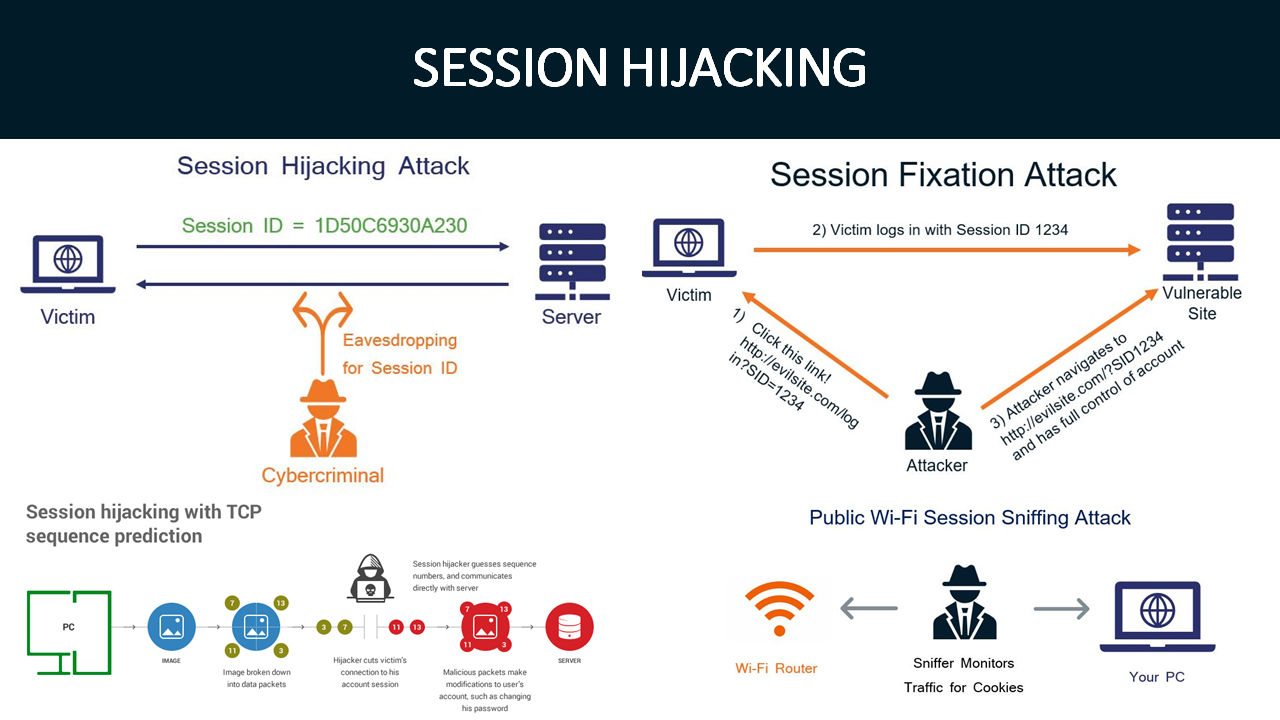 SESSION HIJACKING
Session Hijacking Attack
Session ID = 1D50C6930A230
Victim
Server
Eavesdropping
for Session ID
Cybercriminal
Session Fixation Attack
2) Victim logs in with Session ID 1234
Victim
Vulnerable
Site
1) Click this link!
http://evilsite.com/log
in?SID=1234
3) Attacker navigates to
http://evilsite.com/?SID1234
and has full control of account
Attacker
Session hijacking with TCP
sequence prediction
Session hijacker guesses sequence
numbers, and communicates
directly with server
PC
IMAGE
7
13
11
3
Image broken down
into data packets
3
7
11
13
Hijacker cuts victim's
connection to his
account session
7
13
11
3
Malicious packets make
modifications to user's
account, such as changing
his password
SERVER
Public Wi-Fi Session Sniffing Attack
Wi-Fi Router
Sniffer Monitors
Traffic for Cookies
Your PC